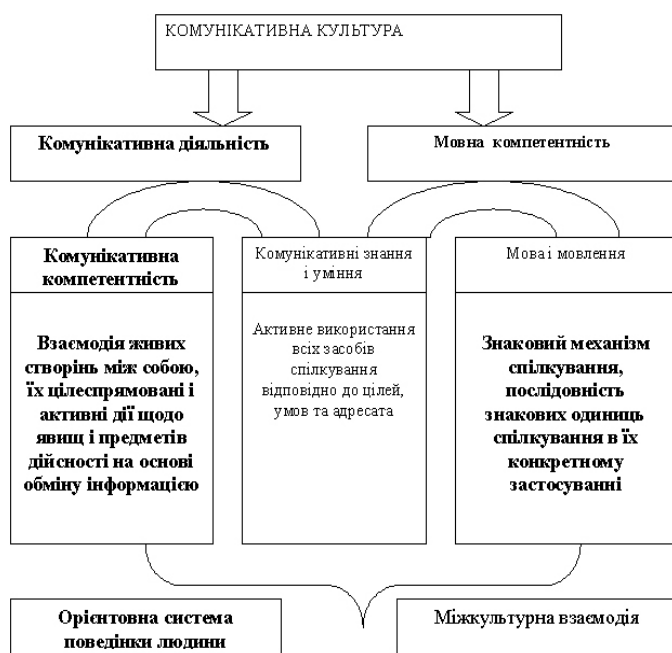 КОМУНІКАТИВНА КУЛЬТУРА
Комунікативна діяльність
Мовна компетентність
Комунікативна
компетентність
Взаємодія живих
створінь між собою,
їх цілеспрямовані і
активні дії щодо
явищ і предметів
дійсності на основі
обміну інформацією
Комунікативні знання
і уміння
Активне використання
всіх засобів
спілкування
відповідно до цілей,
умов та адресата
Мова і мовлення
Знаковий механізм
спілкування,
послідовність
знакових одиниць
спілкування в їх
конкретному
застосуванні
Орієнтовна система
поведінки людини
Міжкультурна взаємодія